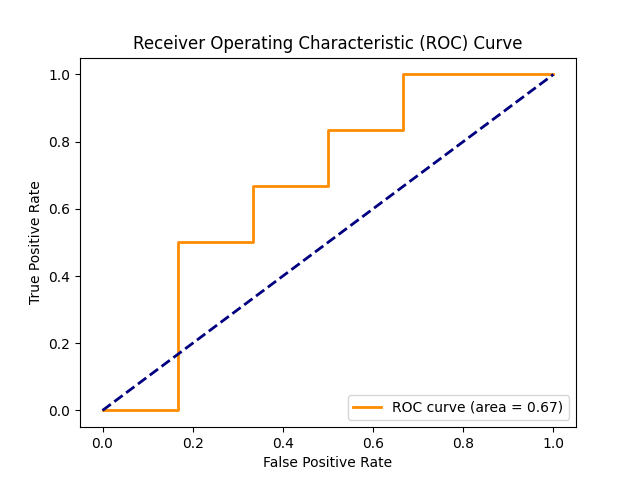 Receiver Operating Characteristic (ROC) Curve
1.0
0.8
0.6
0.4
0.2
0.0
True Positive Rate
ROC curve (area = 0.67)
0.0 0.2 0.4 0.6 0.8 1.0
False Positive Rate